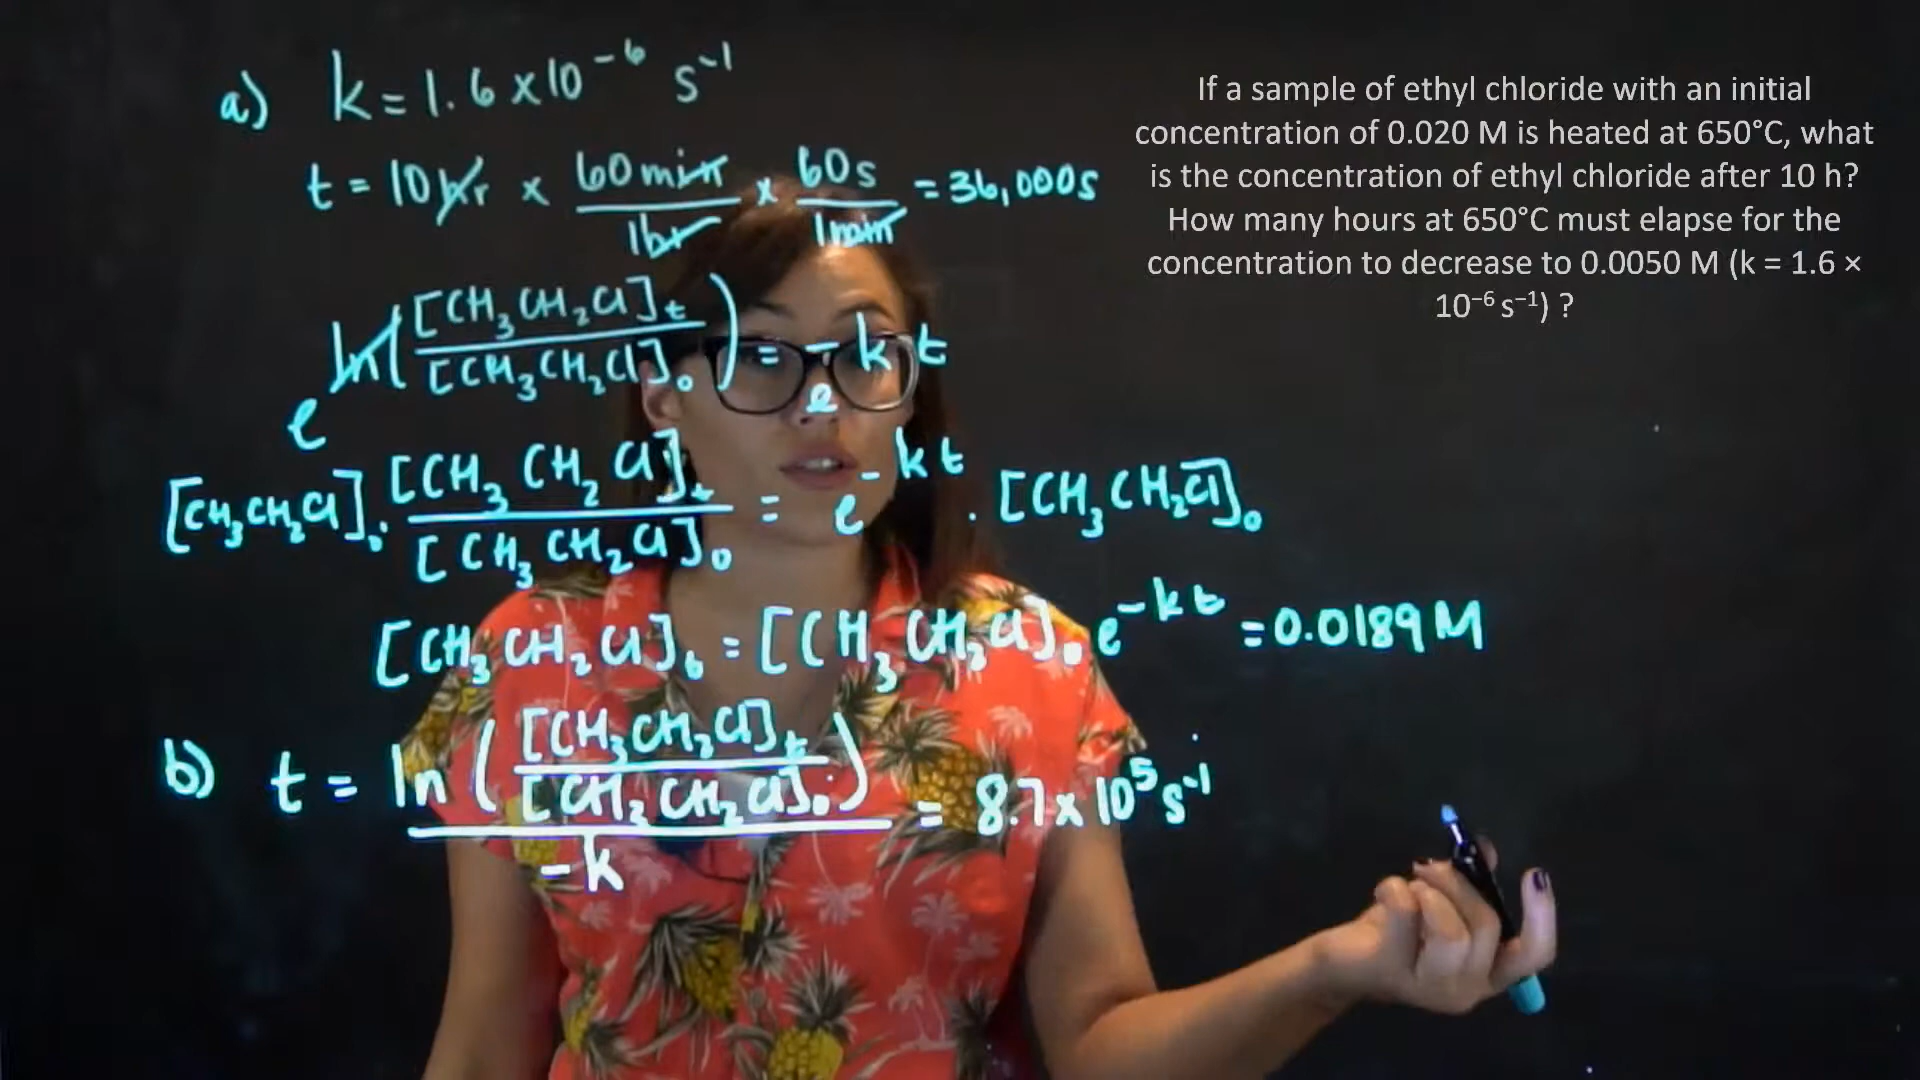 a) k = 1.6 x 10⁻⁶ s⁻¹
t = 10 hr x 60 min / 1 hr x 60 s / 1 min = 36,000 s
e^ln([CH₃CH₂Cl]ₜ / [CH₃CH₂Cl]₀) = e^-kt
[CH₃CH₂Cl]₀ · [CH₃CH₂Cl]ₜ / [CH₃CH₂Cl]₀ = e^-kt · [CH₃CH₂Cl]₀
[CH₃CH₂Cl]ₜ = [CH₃CH₂Cl]₀ e^-kt = 0.0189 M
b) t = ln([CH₃CH₂Cl]ₜ / [CH₂CH₂Cl]₀) / -k = 8.7 x 10⁵ s⁻¹
If a sample of ethyl chloride with an initial
concentration of 0.020 M is heated at 650°C, what
is the concentration of ethyl chloride after 10 h?
How many hours at 650°C must elapse for the
concentration to decrease to 0.0050 M (k = 1.6 ×
10⁻⁶ s⁻¹) ?